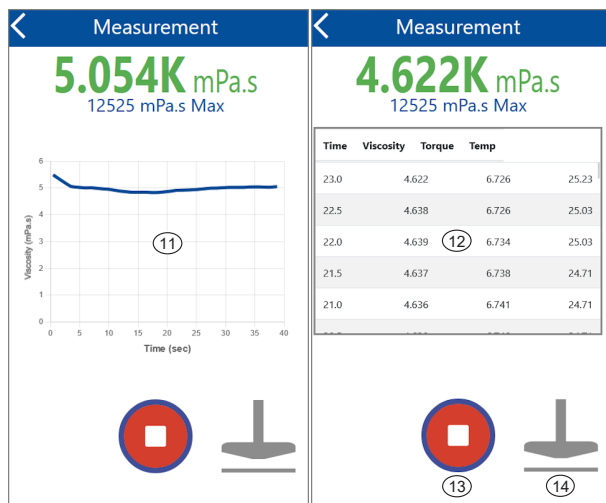 Measurement
5.054K mPa.s
12525 mPa.s Max
6
5
4
3
2
1
0
Viscosity (mPa.s)
0 5 10 15 20 25 30 35 40
Time (sec)
11
Measurement
4.622K mPa.s
12525 mPa.s Max
Time Viscosity Torque Temp
23.0 4.622 6.726 25.23
22.5 4.638 6.726 25.03
22.0 4.639 12 6.734 25.03
21.5 4.637 6.738 24.71
21.0 4.636 6.741 24.71
13
14